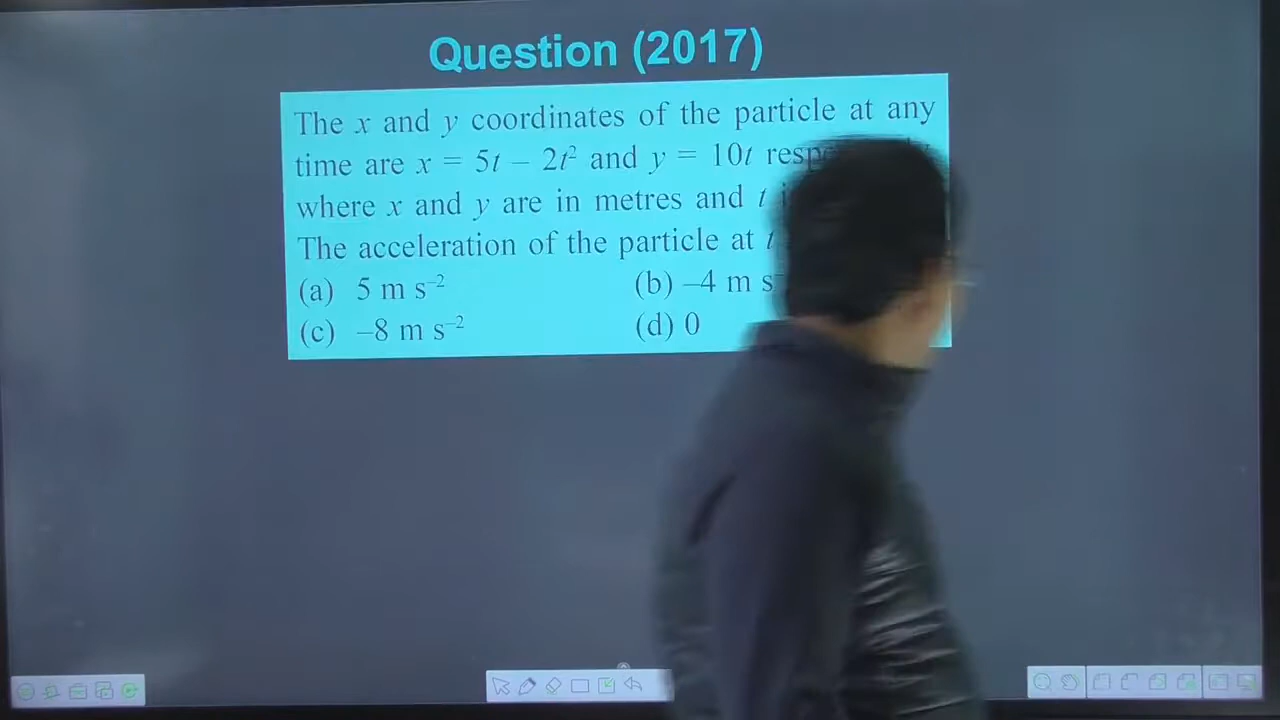 Question (2017)
The x and y coordinates of the particle at any
time are x = 5t – 2t² and y = 10t
where x and y are in metres and t
The acceleration of the particle at t
(a) 5 m s⁻² (b) –4 m s
(c) –8 m s⁻² (d) 0